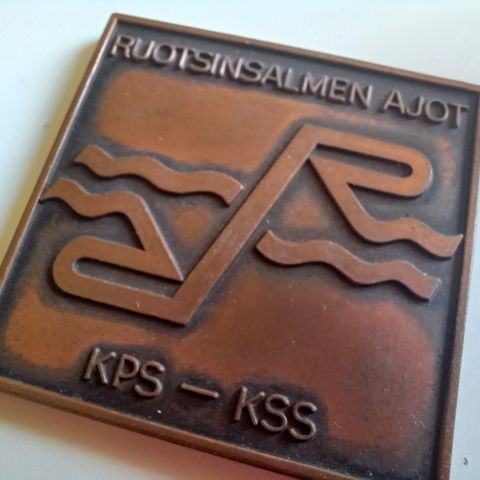 RUOTSINSALMEN AJOT
KPS – KSS